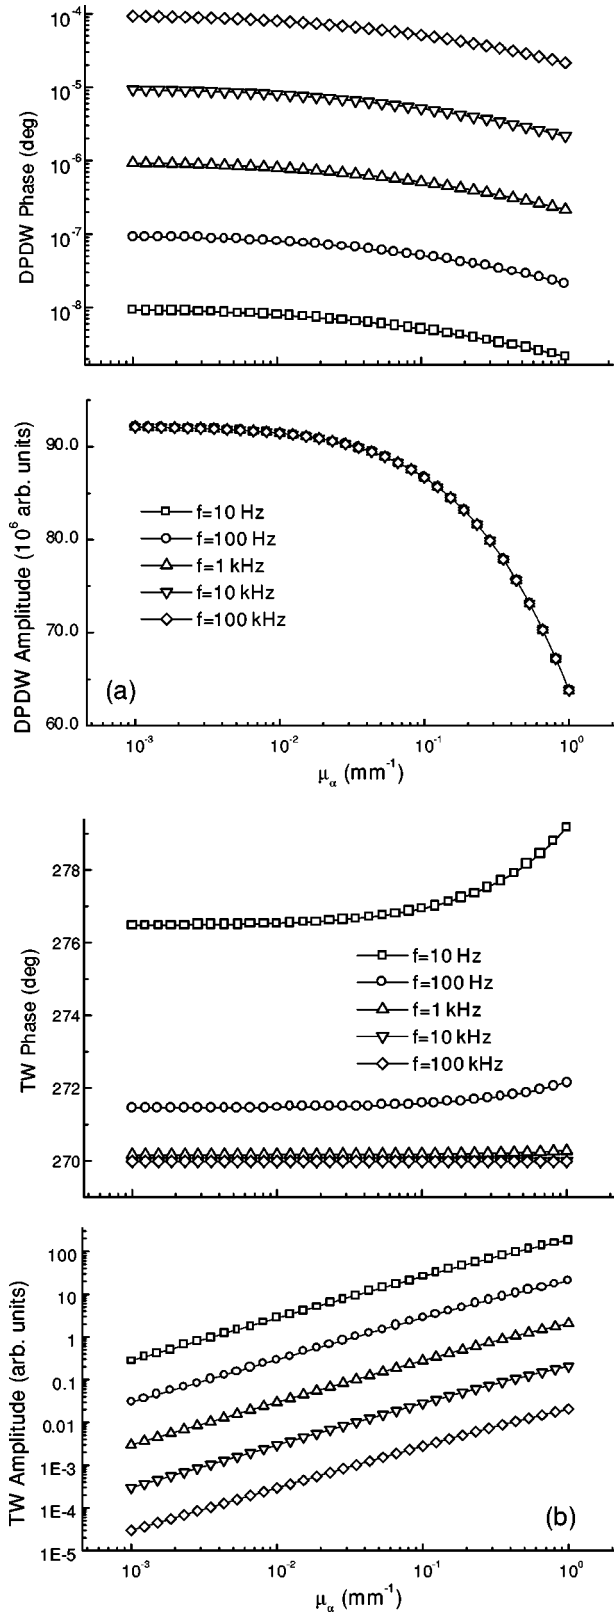 10⁻⁴
10⁻⁵
10⁻⁶
10⁻⁷
10⁻⁸
DPDW Phase (deg)
90.0
80.0
70.0
60.0
DPDW Amplitude (10⁶ arb. units)
f=10 Hz
f=100 Hz
f=1 kHz
f=10 kHz
f=100 kHz
(a)
10⁻³ 10⁻² 10⁻¹ 10⁰
μα (mm⁻¹)
278
276
274
272
270
TW Phase (deg)
f=10 Hz
f=100 Hz
f=1 kHz
f=10 kHz
f=100 kHz
100
10
1
0.1
0.01
1E-3
1E-4
1E-5
TW Amplitude (arb. units)
(b)
10⁻³ 10⁻² 10⁻¹ 10⁰
μα (mm⁻¹)